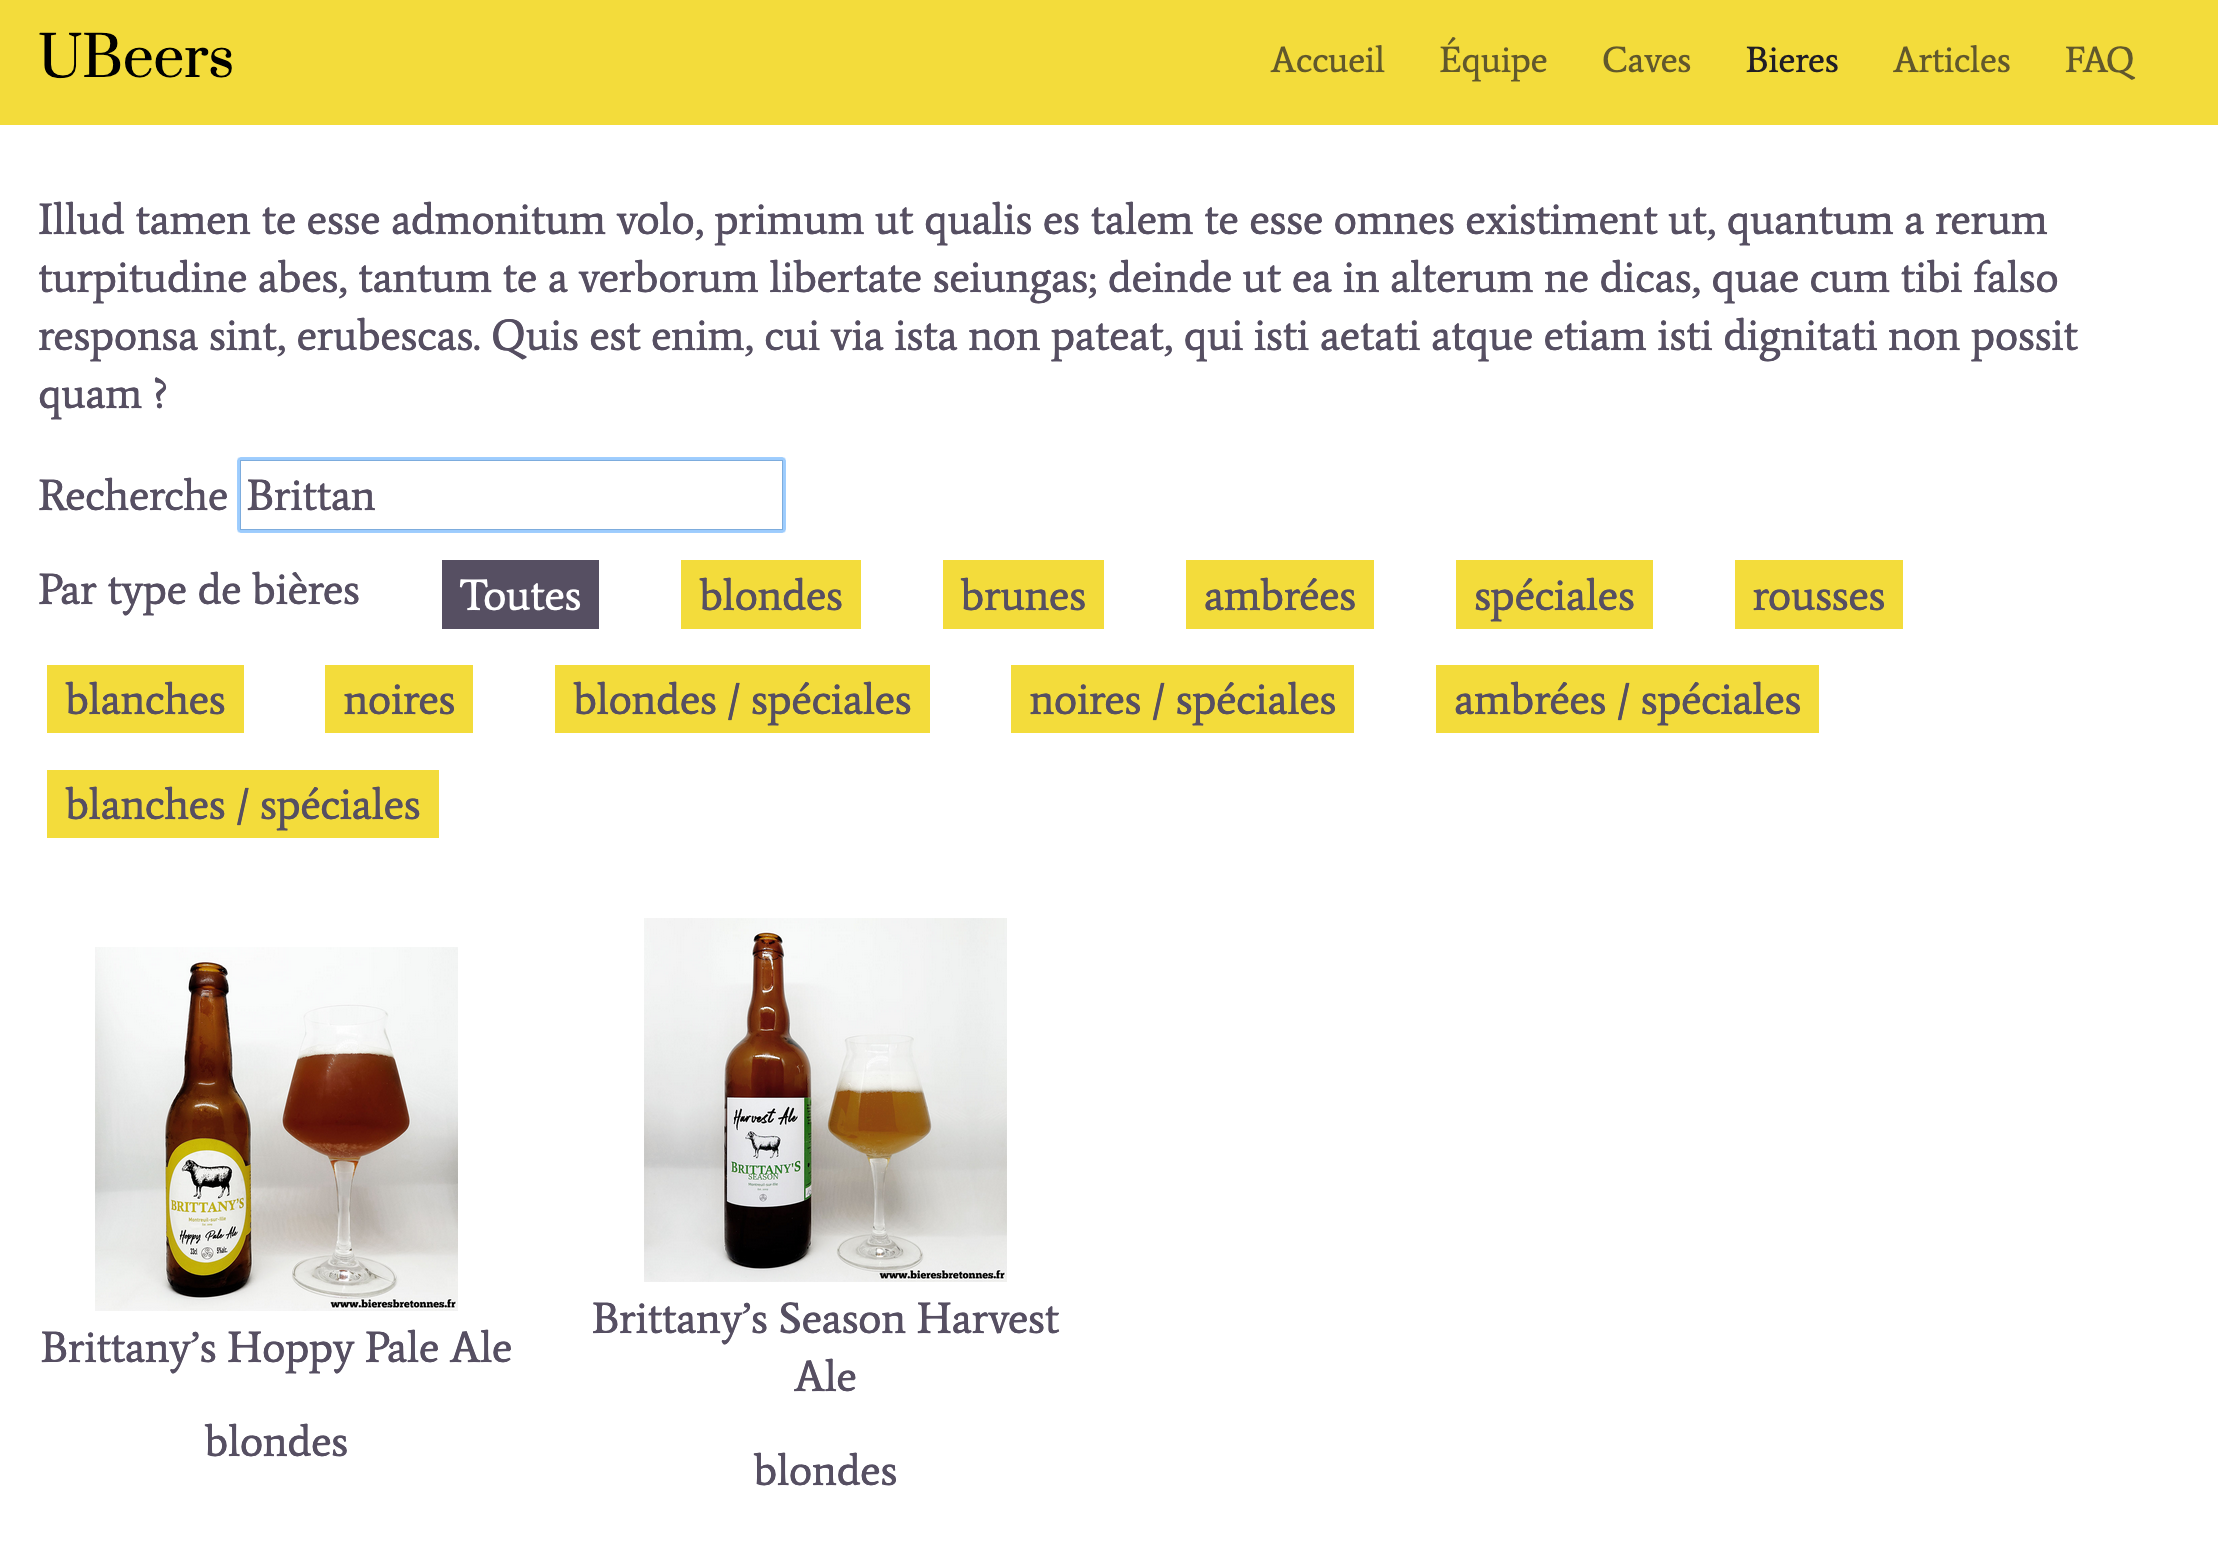 UBeers
Accueil Équipe Caves Bieres Articles FAQ
Illud tamen te esse admonitum volo, primum ut qualis es talem te esse omnes existiment ut, quantum a rerum
turpitudine abes, tantum te a verborum libertate seiungas; deinde ut ea in alterum ne dicas, quae cum tibi falso
responsa sint, erubescas. Quis est enim, cui via ista non pateat, qui isti aetati atque etiam isti dignitati non possit
quam ?
Recherche Brittan
Par type de bières Toutes blondes brunes ambrées spéciales rousses
blanches noires blondes / spéciales noires / spéciales ambrées / spéciales
blanches / spéciales
BRITTANY'S
Hoppy Pale Ale
www.bieresbretonnes.fr
Brittany’s Hoppy Pale Ale
blondes
Harvest Ale
BRITTANY'S
SEASON
www.bieresbretonnes.fr
Brittany’s Season Harvest
Ale
blondes